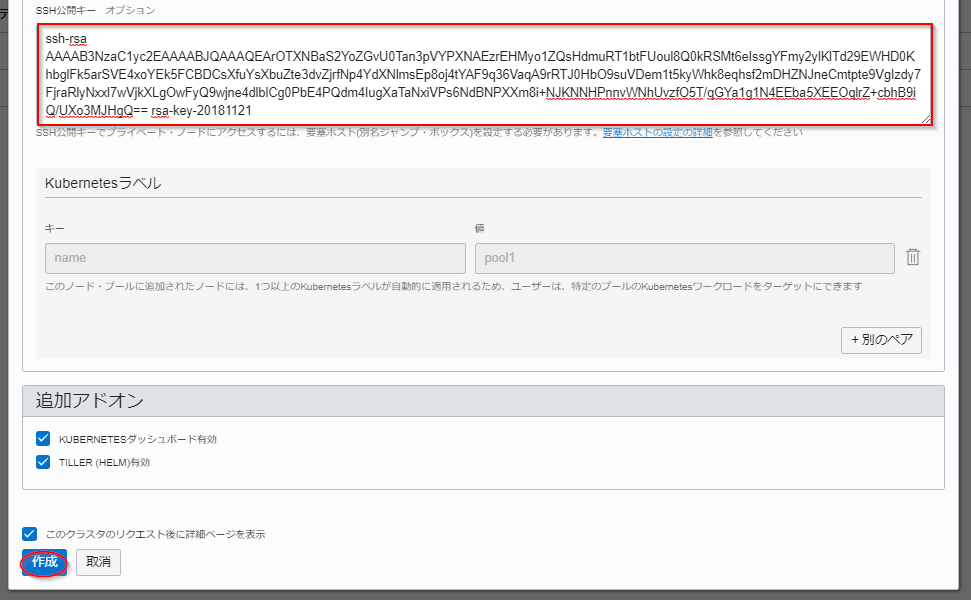 SSH公開キー オプション
ssh-rsa
AAAAB3NzaC1yc2EAAAABJQAAAQEArOTXNBaS2YoZGvU0Tan3pVYPXNAEzrEHMyo1ZQsHdmuRT1btFUoul8Q0kRSMt6eIssgYFmy2ylKlTd29EWHD0K
hbglFk5arSVE4xoYEk5FCBDCsXfuYsXbuZte3dvZjrfNp4YdXNlmsEp8oj4tYAF9q36VaqA9rRTJ0HbO9suVDem1t5kyWhk8eqhsf2mDHZNJneCmtpte9VgIzdy7
FjraRlyNxxl7wVjkXLgOwFyQ9wjne4dlbICg0PbE4PQdm4IugXaTaNxiVPs6NdBNPXXm8i+NJKNNHPnnvWNhUvzfO5T/gGYa1g1N4EEba5XEEOqlrZ+cbhB9i
Q/UXo3MJHgQ== rsa-key-20181121
SSH公開キーでプライベート・ノードにアクセスするには、要塞ホスト(別名ジャンプ・ボックス)を設定する必要があります。要塞ホストの設定の詳細を参照してください
Kubernetesラベル
キー 値
name pool1
このノード・プールに追加されたノードには、1つ以上のKubernetesラベルが自動的に適用されるため、ユーザーは、特定のプールのKubernetesワークロードをターゲットにできます
+ 別のペア
追加アドオン
KUBERNETESダッシュボード有効
TILLER (HELM)有効
このクラスタのリクエスト後に詳細ページを表示
作成 取消